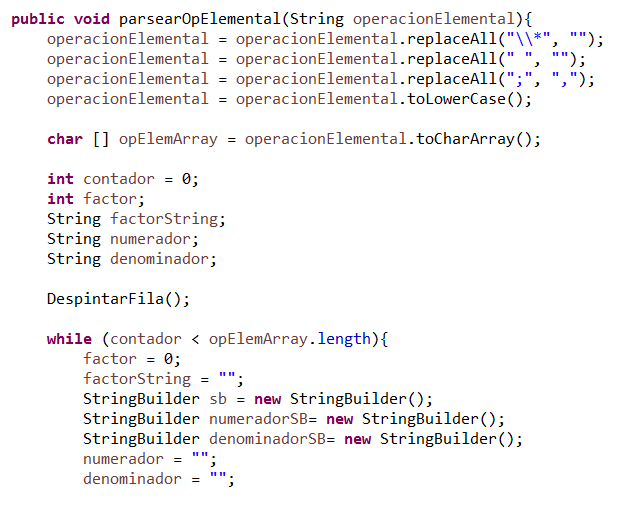 public void parsearOpElemental(String operacionElemental){
operacionElemental = operacionElemental.replaceAll("\\*", "");
operacionElemental = operacionElemental.replaceAll(" ", "");
operacionElemental = operacionElemental.replaceAll(";", ",");
operacionElemental = operacionElemental.toLowerCase();
char [] opElemArray = operacionElemental.toCharArray();
int contador = 0;
int factor;
String factorString;
String numerador;
String denominador;
DespintarFila();
while (contador < opElemArray.length){
factor = 0;
factorString = "";
StringBuilder sb = new StringBuilder();
StringBuilder numeradorSB= new StringBuilder();
StringBuilder denominadorSB= new StringBuilder();
numerador = "";
denominador = "";